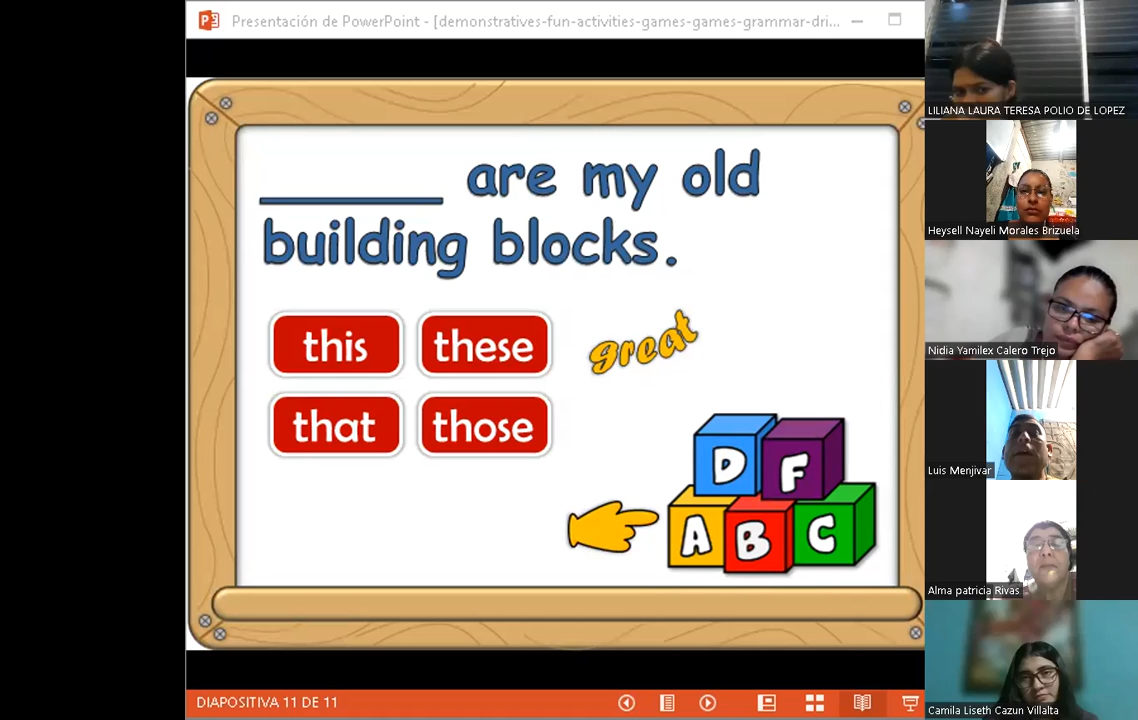 Presentación de PowerPoint - [demonstratives-fun-activities-games-games-grammar-dri...
LILIANA LAURA TERESA POLIO DE LOPEZ
Heysell Nayeli Morales Brizuela
Nidia Yamilex Calero Trejo
Luis Menjivar
Alma patricia Rivas
Camila Liseth Cazun Villalta
_______ are my old
building blocks.
this these
great
that those
D F
A B C
DIAPOSITIVA 11 DE 11